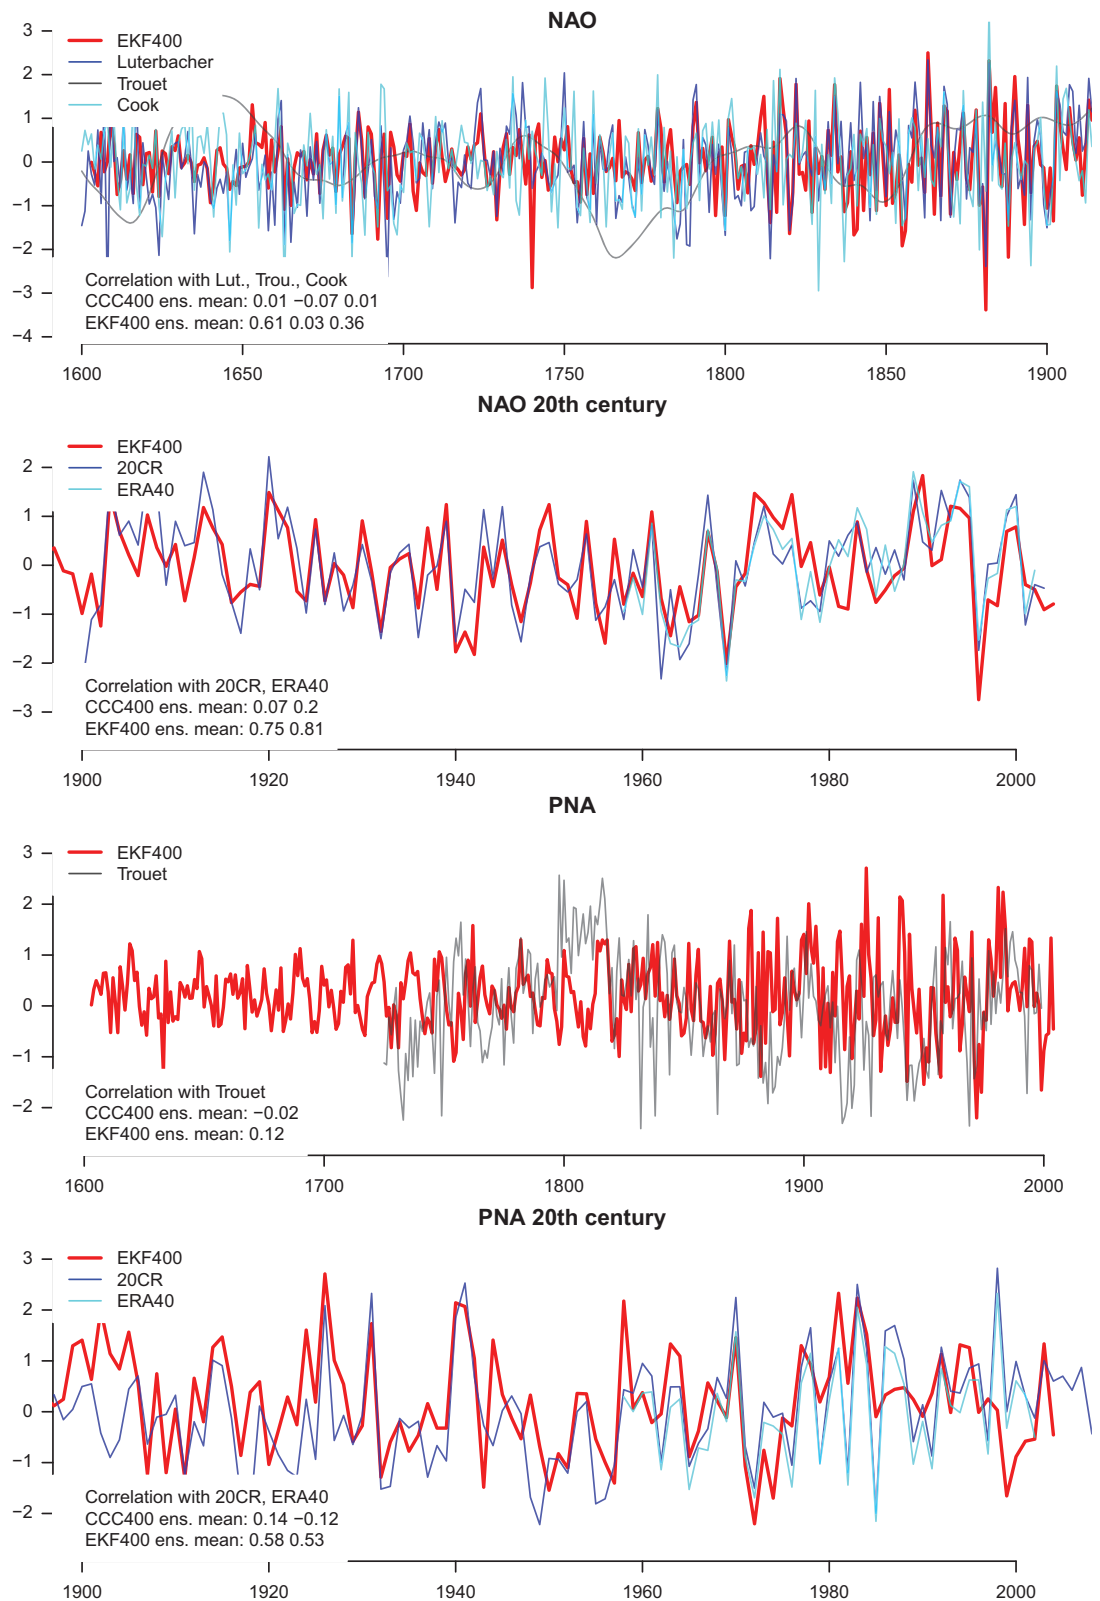 NAO
3
2
1
0
−1
−2
−3
−4
EKF400
Luterbacher
Trouet
Cook
Correlation with Lut., Trou., Cook
CCC400 ens. mean: 0.01 −0.07 0.01
EKF400 ens. mean: 0.61 0.03 0.36
1600 1650 1700 1750 1800 1850 1900
NAO 20th century
2
1
0
−1
−2
−3
EKF400
20CR
ERA40
Correlation with 20CR, ERA40
CCC400 ens. mean: 0.07 0.2
EKF400 ens. mean: 0.75 0.81
1900 1920 1940 1960 1980 2000
PNA
3
2
1
0
−1
−2
EKF400
Trouet
Correlation with Trouet
CCC400 ens. mean: −0.02
EKF400 ens. mean: 0.12
1600 1700 1800 1900 2000
PNA 20th century
3
2
1
0
−1
−2
EKF400
20CR
ERA40
Correlation with 20CR, ERA40
CCC400 ens. mean: 0.14 −0.12
EKF400 ens. mean: 0.58 0.53
1900 1920 1940 1960 1980 2000